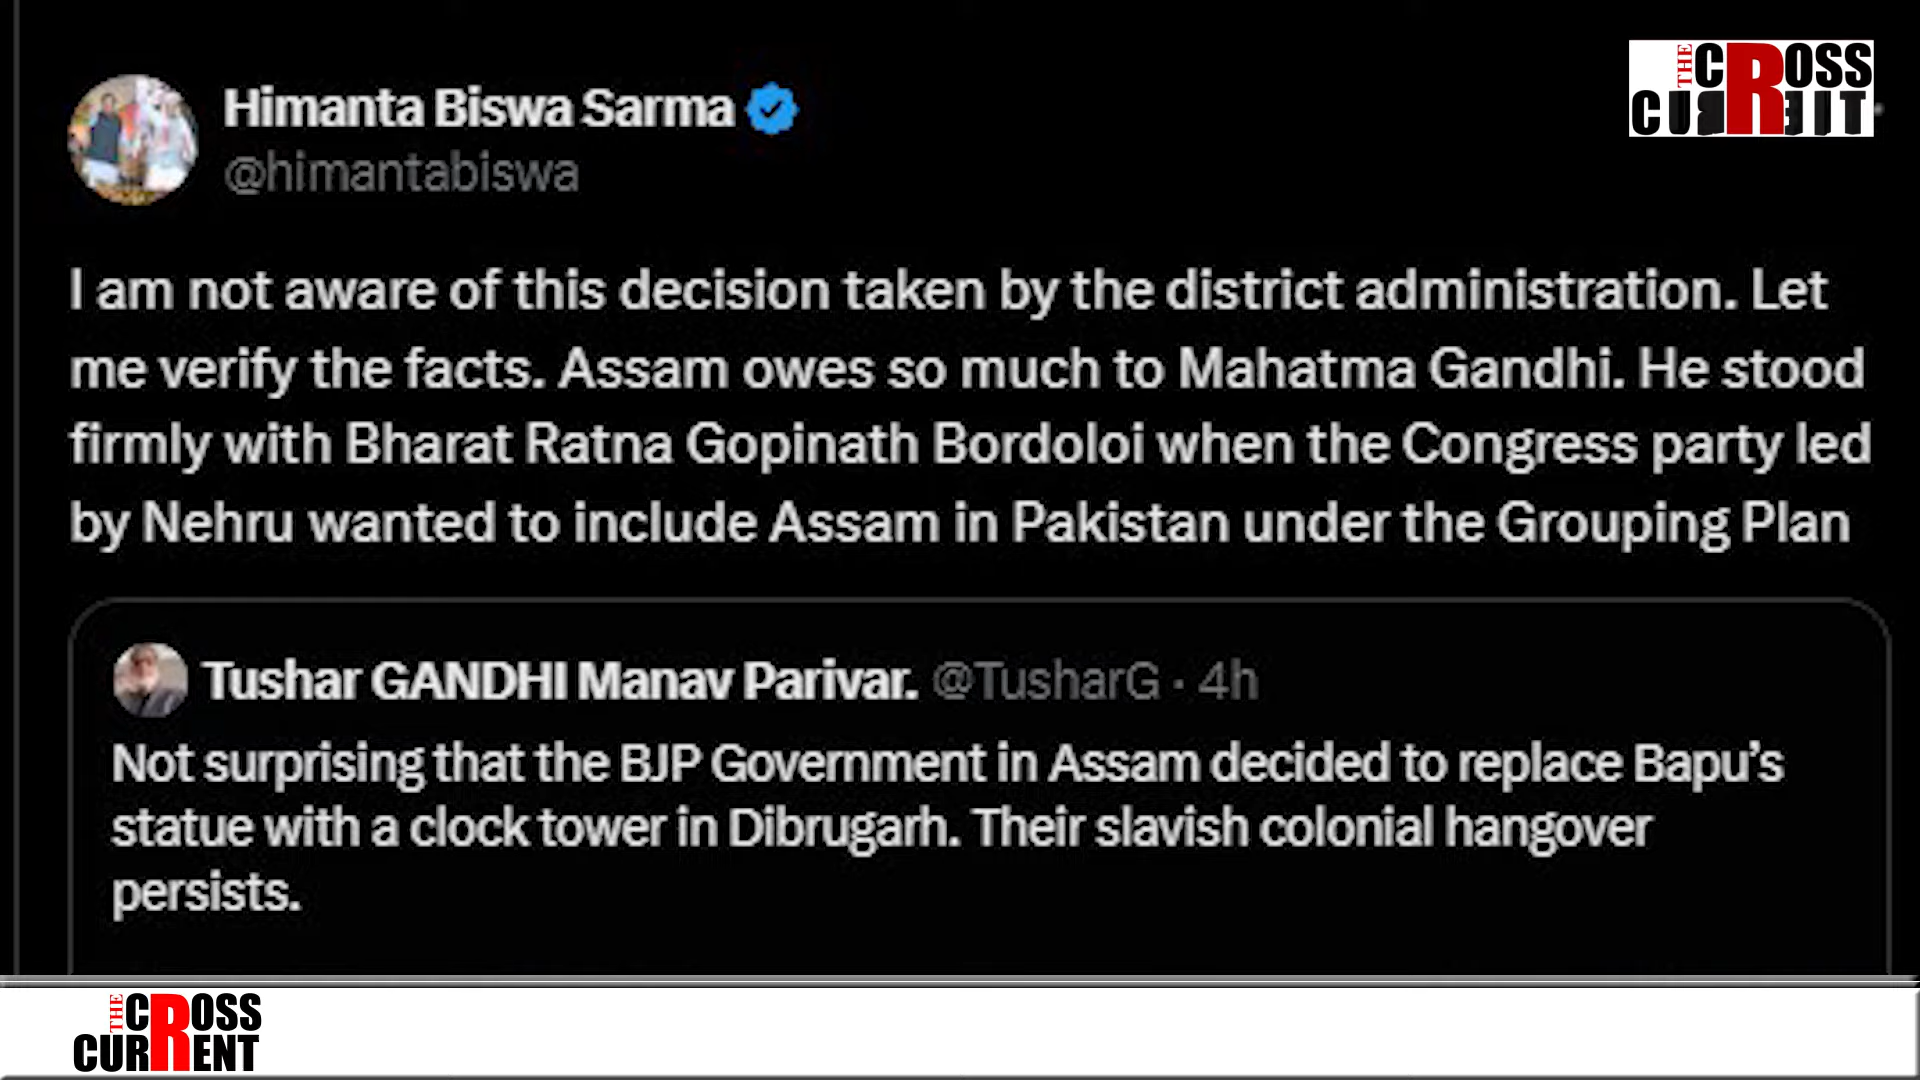 THE CROSS
CURRENT
Himanta Biswa Sarma
@himantabiswa
I am not aware of this decision taken by the district administration. Let
me verify the facts. Assam owes so much to Mahatma Gandhi. He stood
firmly with Bharat Ratna Gopinath Bordoloi when the Congress party led
by Nehru wanted to include Assam in Pakistan under the Grouping Plan
Tushar GANDHI Manav Parivar. @TusharG · 4h
Not surprising that the BJP Government in Assam decided to replace Bapu’s
statue with a clock tower in Dibrugarh. Their slavish colonial hangover
persists.
THE CROSS
CURRENT